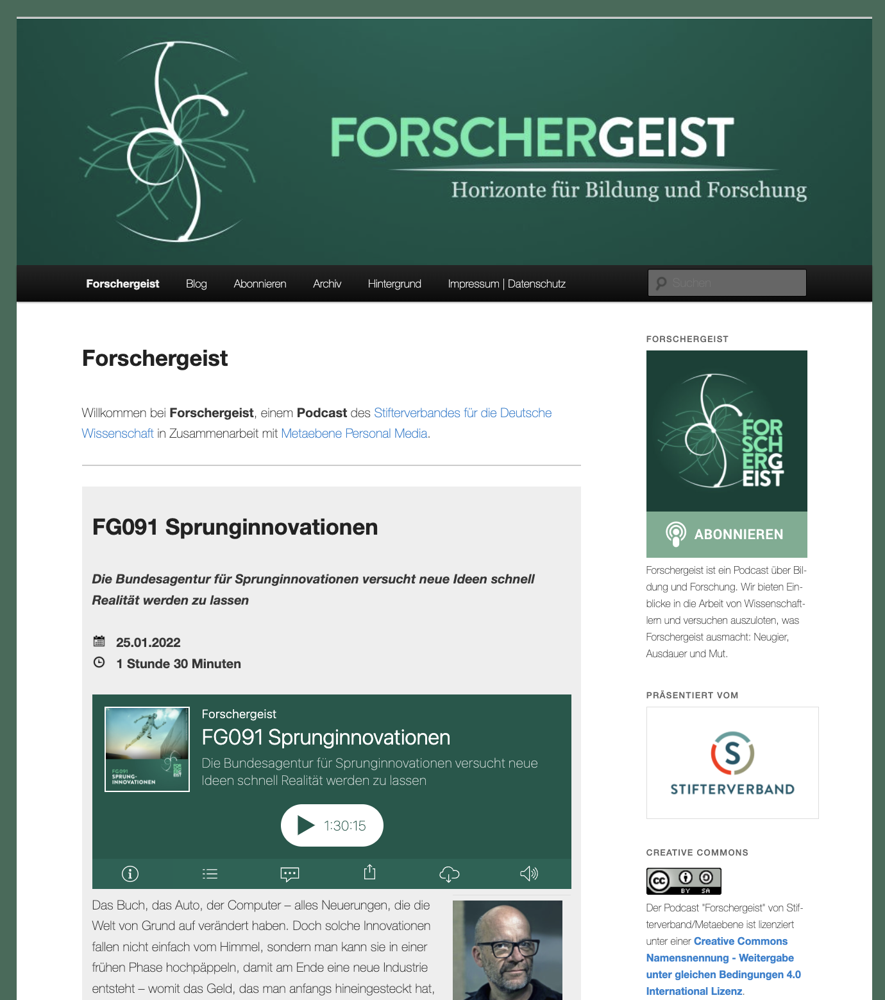 FORSCHERGEIST
Horizonte für Bildung und Forschung
Forschergeist Blog Abonnieren Archiv Hintergrund Impressum | Datenschutz Suchen
Forschergeist
Willkommen bei Forschergeist, einem Podcast des Stifterverbandes für die Deutsche
Wissenschaft in Zusammenarbeit mit Metaebene Personal Media.
FG091 Sprunginnovationen
Die Bundesagentur für Sprunginnovationen versucht neue Ideen schnell
Realität werden zu lassen
25.01.2022
1 Stunde 30 Minuten
FG091
SPRUNG-
INNOVATIONEN
FOR
SCH
ERG
EIST
Forschergeist
FG091 Sprunginnovationen
Die Bundesagentur für Sprunginnovationen versucht neue
Ideen schnell Realität werden zu lassen
1:30:15
Das Buch, das Auto, der Computer – alles Neuerungen, die die
Welt von Grund auf verändert haben. Doch solche Innovationen
fallen nicht einfach vom Himmel, sondern man kann sie in einer
frühen Phase hochpäppeln, damit am Ende eine neue Industrie
entsteht – womit das Geld, das man anfangs hineingesteckt hat,
FORSCHERGEIST
FOR
SCH
ERG
EIST
ABONNIEREN
Forschergeist ist ein Podcast über Bil-
dung und Forschung. Wir bieten Ein-
blicke in die Arbeit von Wissenschaft-
lern und versuchen auszuloten, was
Forschergeist ausmacht: Neugier,
Ausdauer und Mut.
PRÄSENTIERT VOM
S
STIFTERVERBAND
CREATIVE COMMONS
cc BY SA
Der Podcast "Forschergeist" von Stif-
terverband/Metaebene ist lizenziert
unter einer Creative Commons
Namensnennung - Weitergabe
unter gleichen Bedingungen 4.0
International Lizenz.